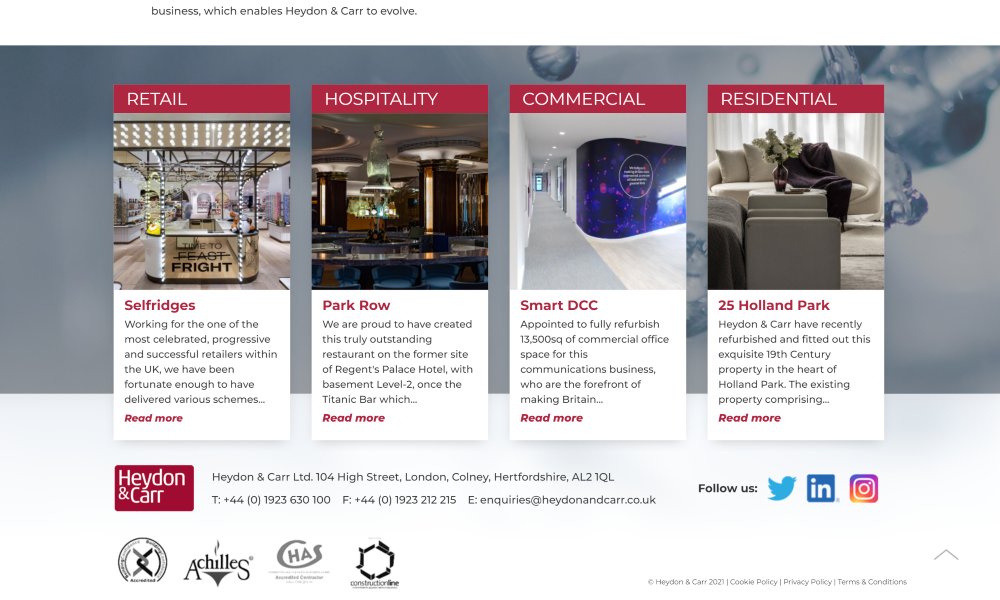 business, which enables Heydon & Carr to evolve.
RETAIL
TIME TO
FEAST
FRIGHT
Selfridges
Working for the one of the
most celebrated, progressive
and successful retailers within
the UK, we have been
fortunate enough to have
delivered various schemes...
Read more
HOSPITALITY
Park Row
We are proud to have created
this truly outstanding
restaurant on the former site
of Regent's Palace Hotel, with
basement Level-2, once the
Titanic Bar which...
Read more
COMMERCIAL
Smart DCC
Appointed to fully refurbish
13,500sq of commercial office
space for this
communications business,
who are the forefront of
making Britain...
Read more
RESIDENTIAL
25 Holland Park
Heydon & Carr have recently
refurbished and fitted out this
exquisite 19th Century
property in the heart of
Holland Park. The existing
property comprising...
Read more
Heydon
&Carr
Heydon & Carr Ltd. 104 High Street, London, Colney, Hertfordshire, AL2 1QL
T: +44 (0) 1923 630 100 F: +44 (0) 1923 212 215 E: enquiries@heydonandcarr.co.uk
Follow us:
in
Accredited
Achilles
CHAS
Accredited Contractor
constructionline
© Heydon & Carr 2021 | Cookie Policy | Privacy Policy | Terms & Conditions